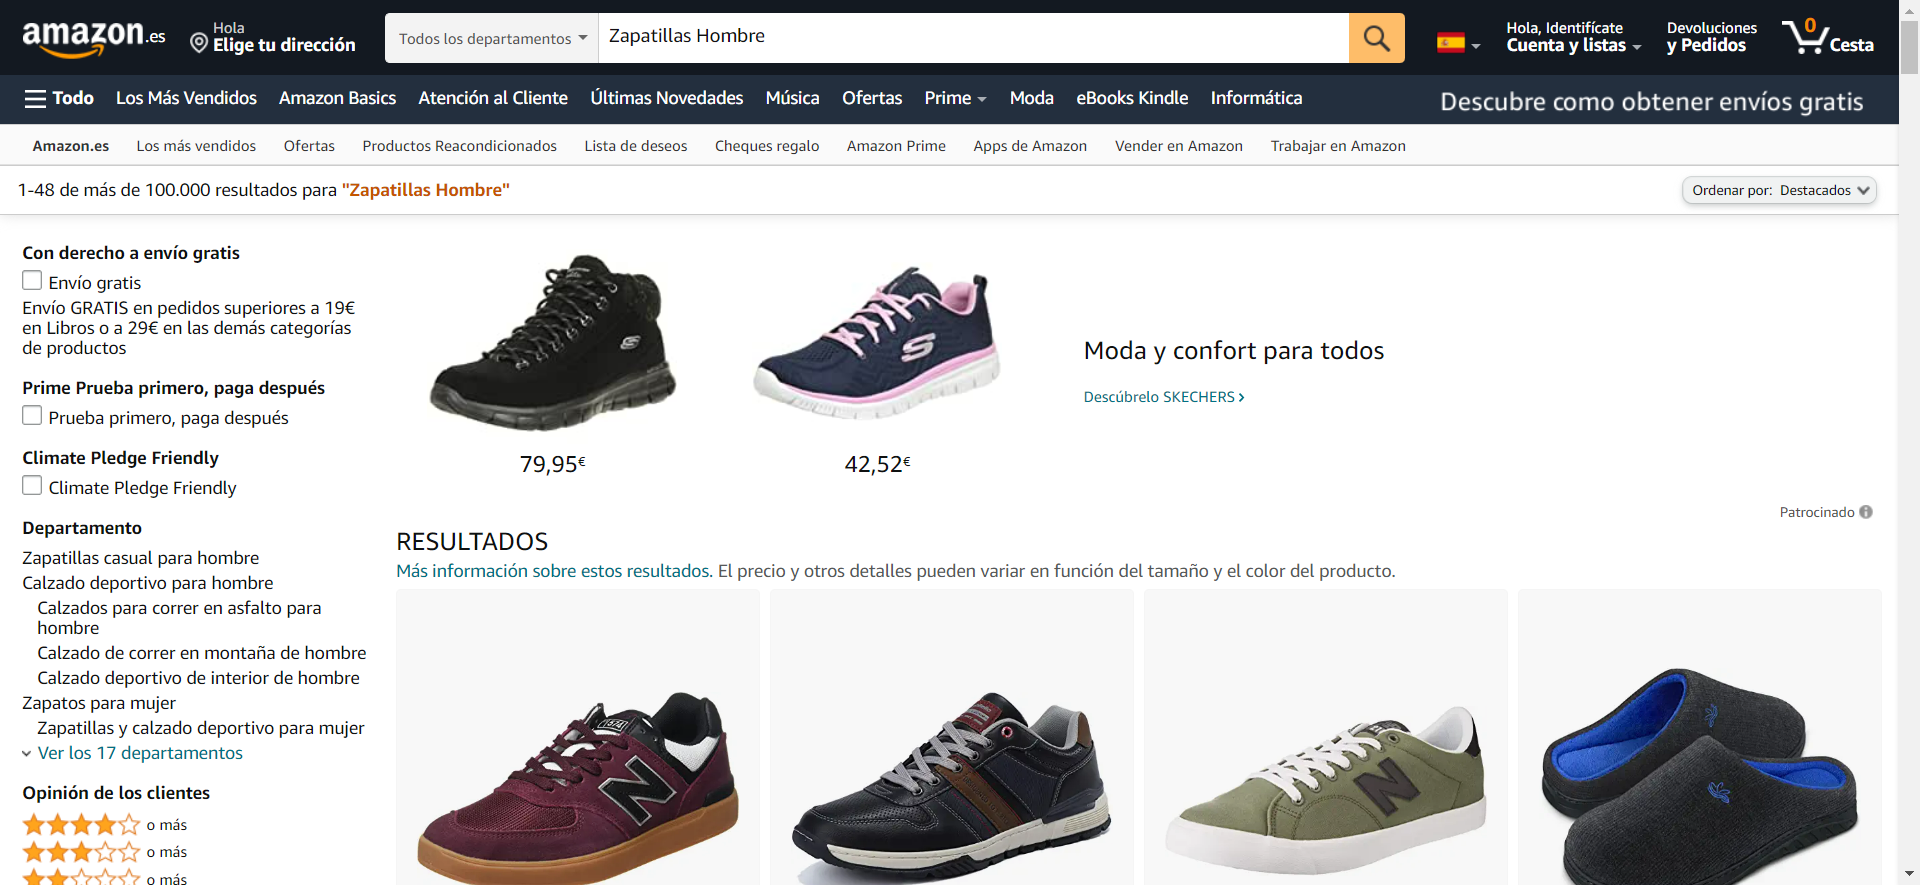 amazon.es
Hola
Elige tu dirección
Todos los departamentos
Zapatillas Hombre
Hola, Identifícate
Cuenta y listas
Devoluciones
y Pedidos
0
Cesta
Todo Los Más Vendidos Amazon Basics Atención al Cliente Últimas Novedades Música Ofertas Prime Moda eBooks Kindle Informática
Descubre como obtener envíos gratis
Amazon.es Los más vendidos Ofertas Productos Reacondicionados Lista de deseos Cheques regalo Amazon Prime Apps de Amazon Vender en Amazon Trabajar en Amazon
1-48 de más de 100.000 resultados para "Zapatillas Hombre"
Ordenar por: Destacados
Con derecho a envío gratis
Envío gratis
Envío GRATIS en pedidos superiores a 19€
en Libros o a 29€ en las demás categorías
de productos
Prime Prueba primero, paga después
Prueba primero, paga después
Climate Pledge Friendly
Climate Pledge Friendly
Departamento
Zapatillas casual para hombre
Calzado deportivo para hombre
Calzados para correr en asfalto para
hombre
Calzado de correr en montaña de hombre
Calzado deportivo de interior de hombre
Zapatos para mujer
Zapatillas y calzado deportivo para mujer
Ver los 17 departamentos
Opinión de los clientes
o más
o más
o más
79,95€
42,52€
Moda y confort para todos
Descúbrelo SKECHERS
Patrocinado
RESULTADOS
Más información sobre estos resultados. El precio y otros detalles pueden variar en función del tamaño y el color del producto.
574